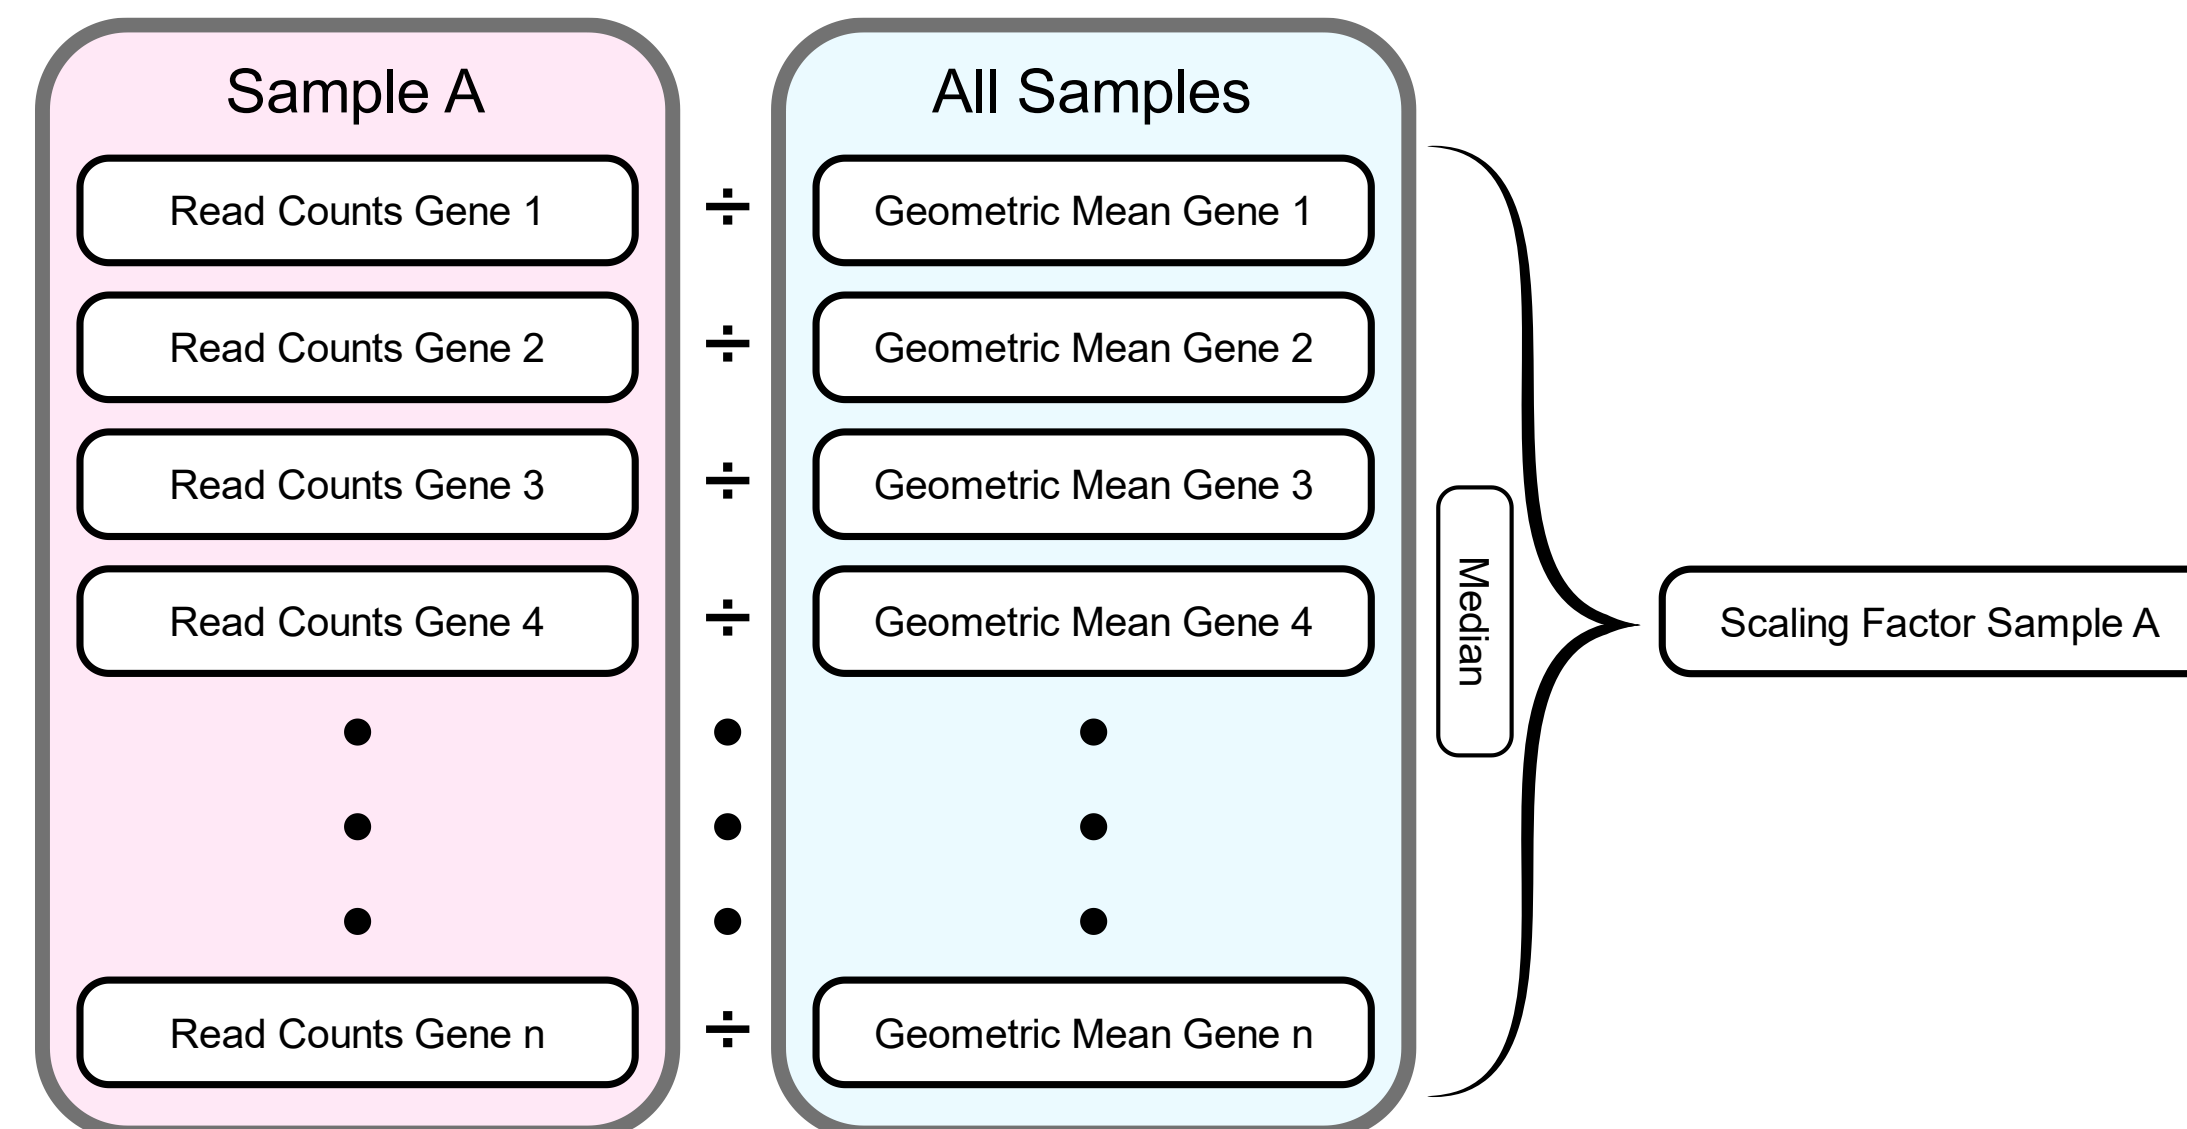 Sample A
All Samples
Read Counts Gene 1
÷
Geometric Mean Gene 1
Read Counts Gene 2
÷
Geometric Mean Gene 2
Read Counts Gene 3
÷
Geometric Mean Gene 3
Read Counts Gene 4
÷
Geometric Mean Gene 4
Median
Scaling Factor Sample A
Read Counts Gene n
÷
Geometric Mean Gene n